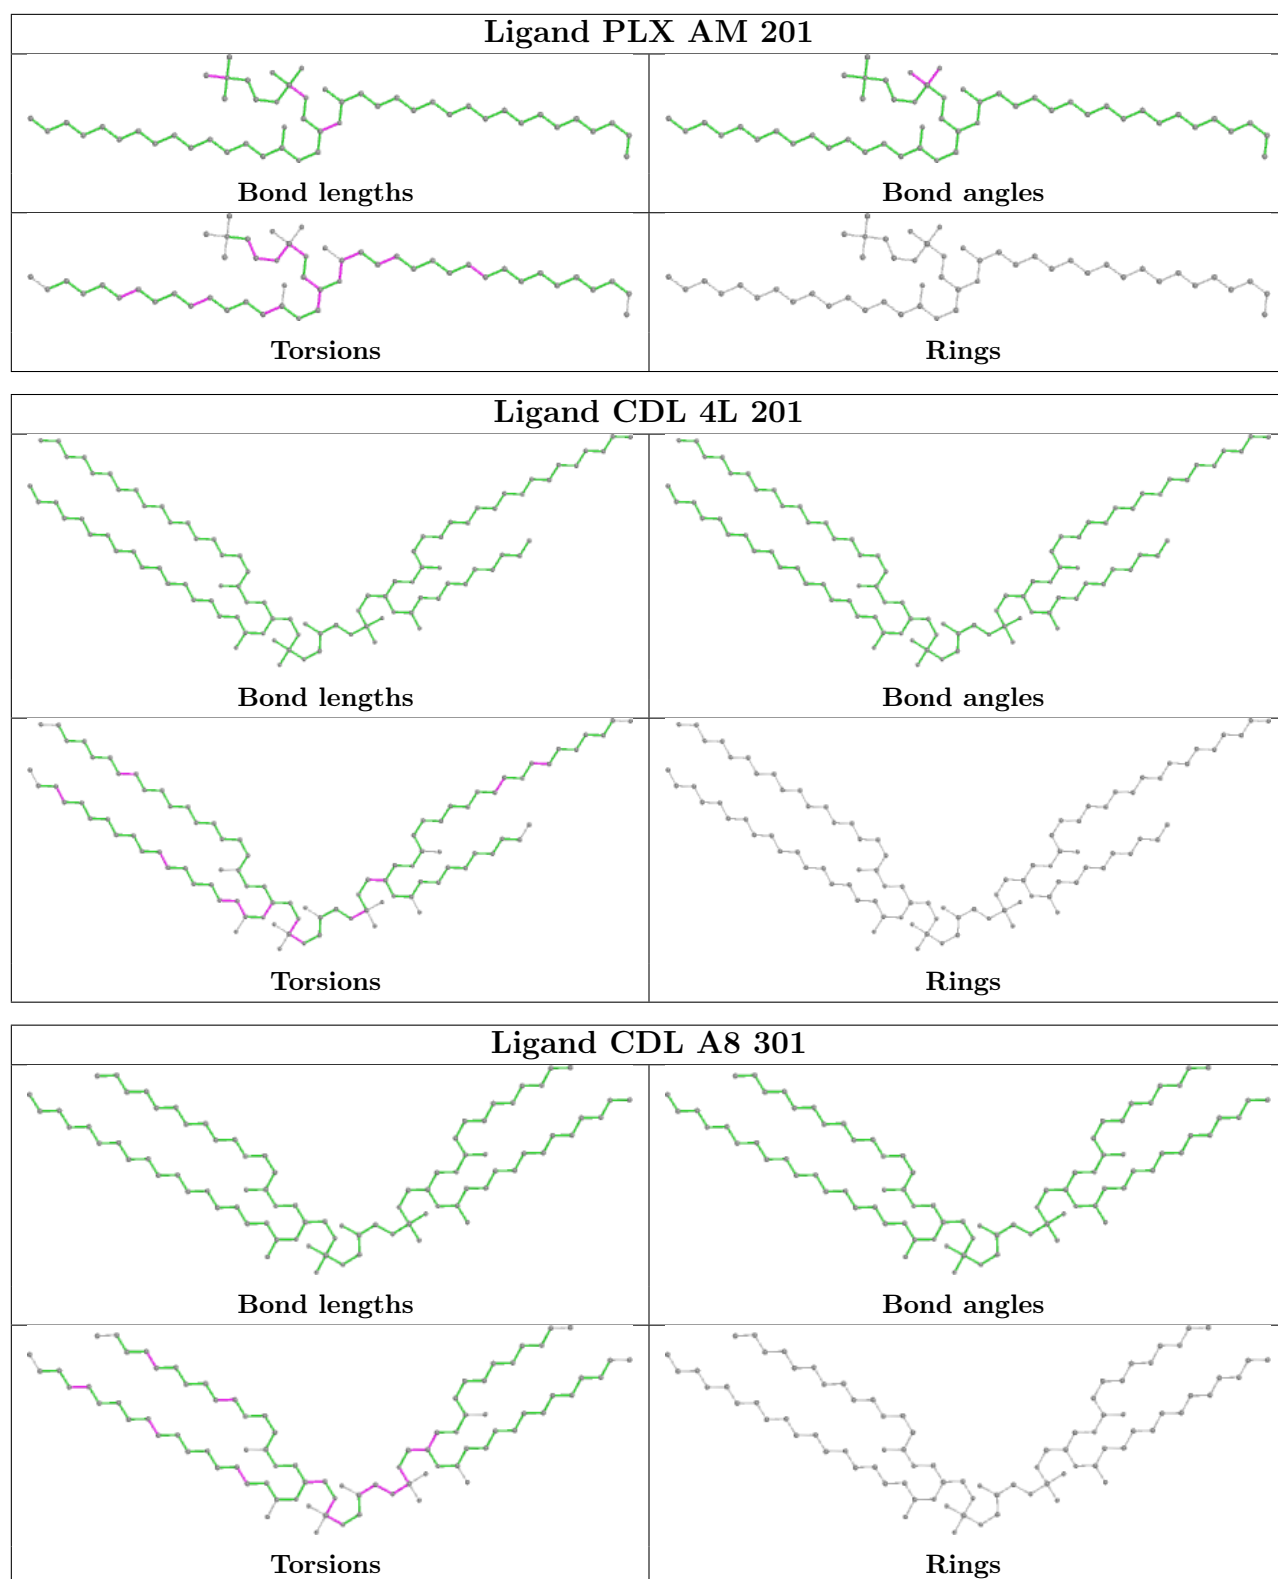 Ligand PLX AM 201
Bond lengths
Bond angles
Torsions
Rings
Ligand CDL 4L 201
Bond lengths
Bond angles
Torsions
Rings
Ligand CDL A8 301
Bond lengths
Bond angles
Torsions
Rings